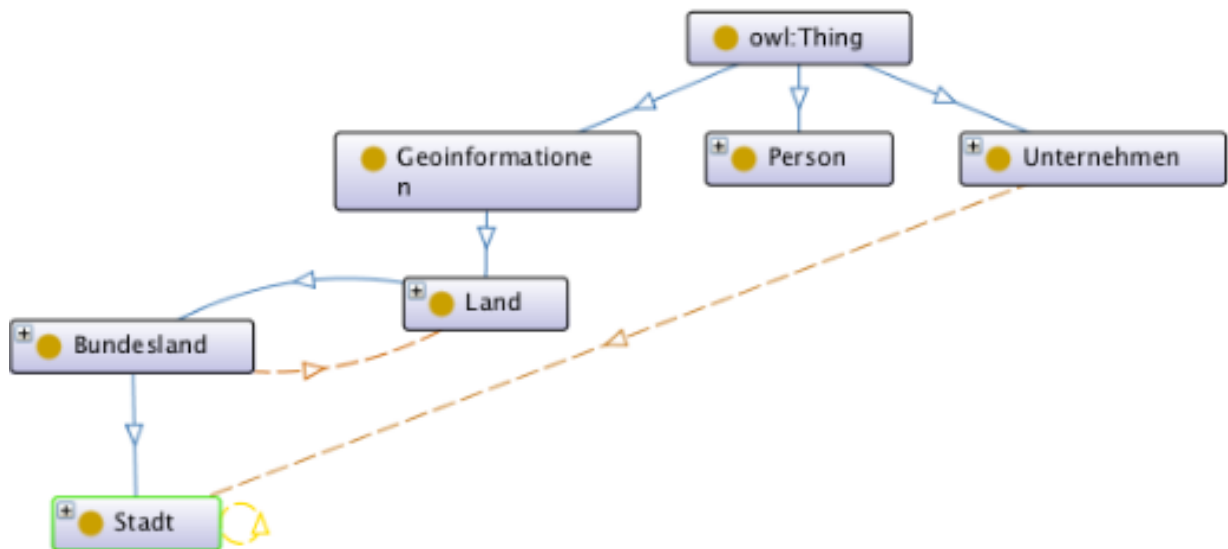 owl:Thing
Geoinformatione
n
Person
Unternehmen
Land
Bundesland
Stadt